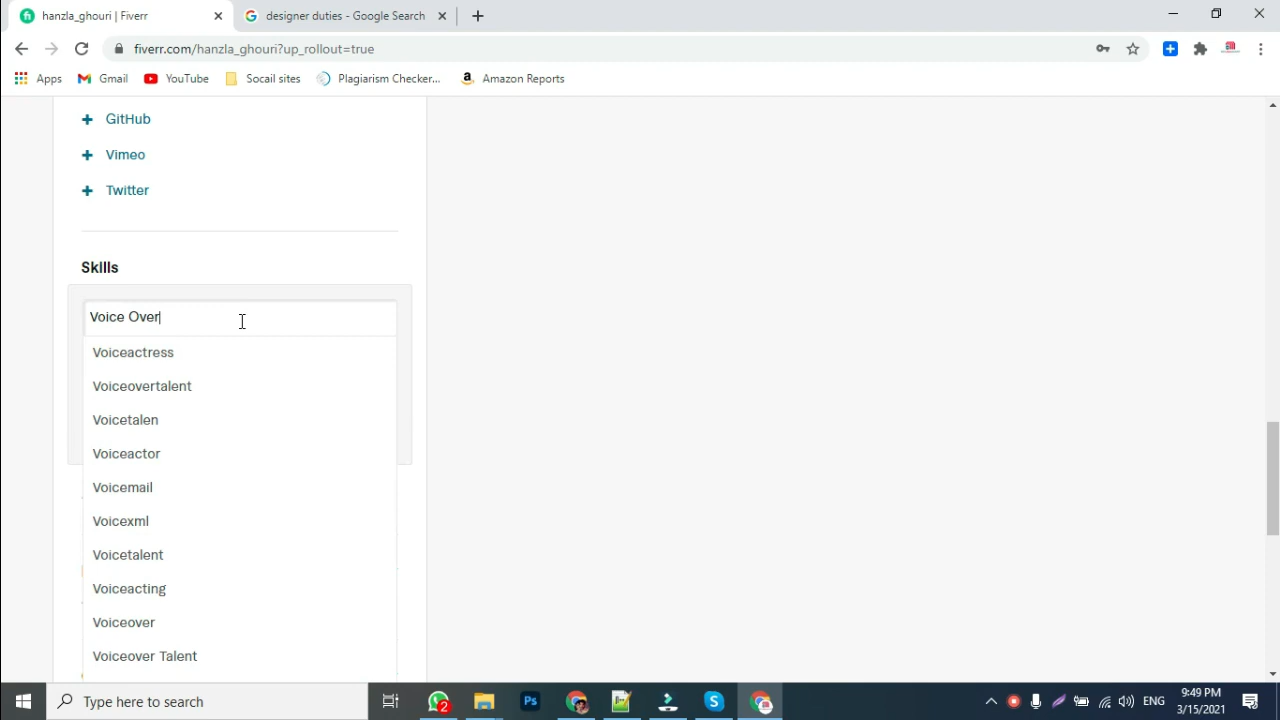 hanzla_ghouri | Fiverr
designer duties - Google Search
fiverr.com/hanzla_ghouri?up_rollout=true
Apps
Gmail
YouTube
Socail sites
Plagiarism Checker...
Amazon Reports
GitHub
Vimeo
Twitter
Skills
Voice Over
Voiceactress
Voiceovertalent
Voicetalen
Voiceactor
Voicemail
Voicexml
Voicetalent
Voiceacting
Voiceover
Voiceover Talent
Type here to search
2
Ps
ENG
9:49 PM
3/15/2021